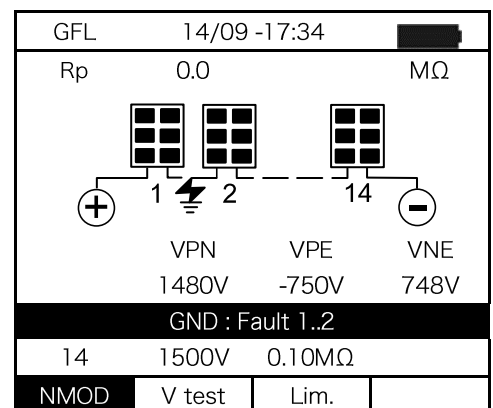 GFL 14/09 -17:34
Rp 0.0 MΩ
1 2 14
+ -
VPN VPE VNE
1480V -750V 748V
GND : Fault 1..2
14 1500V 0.10MΩ
NMOD V test Lim.